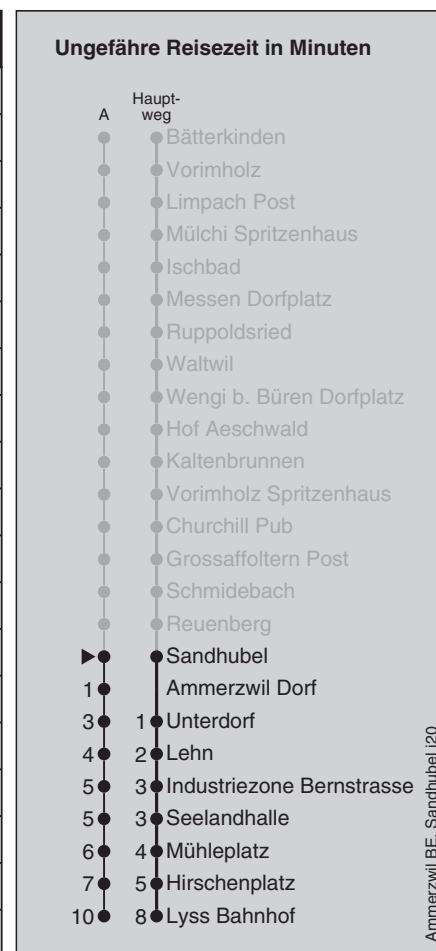 Ungefähre Reisezeit in Minuten
A Haupt-
weg
Bätterkinden
Vorimholz
Limpach Post
Mülchi Spritzenhaus
Ischbad
Messen Dorfplatz
Ruppoldsried
Waltwil
Wengi b. Büren Dorfplatz
Hof Aeschwald
Kaltenbrunnen
Vorimholz Spritzenhaus
Churchill Pub
Grossaffoltern Post
Schmidebach
Reuenberg
Sandhubel
1 Ammerzwil Dorf
3 1 Unterdorf
4 2 Lehn
5 3 Industriezone Bernstrasse
5 3 Seelandhalle
6 4 Mühleplatz
7 5 Hirschenplatz
10 8 Lyss Bahnhof
Ammerzwil BE, Sandhubel i20